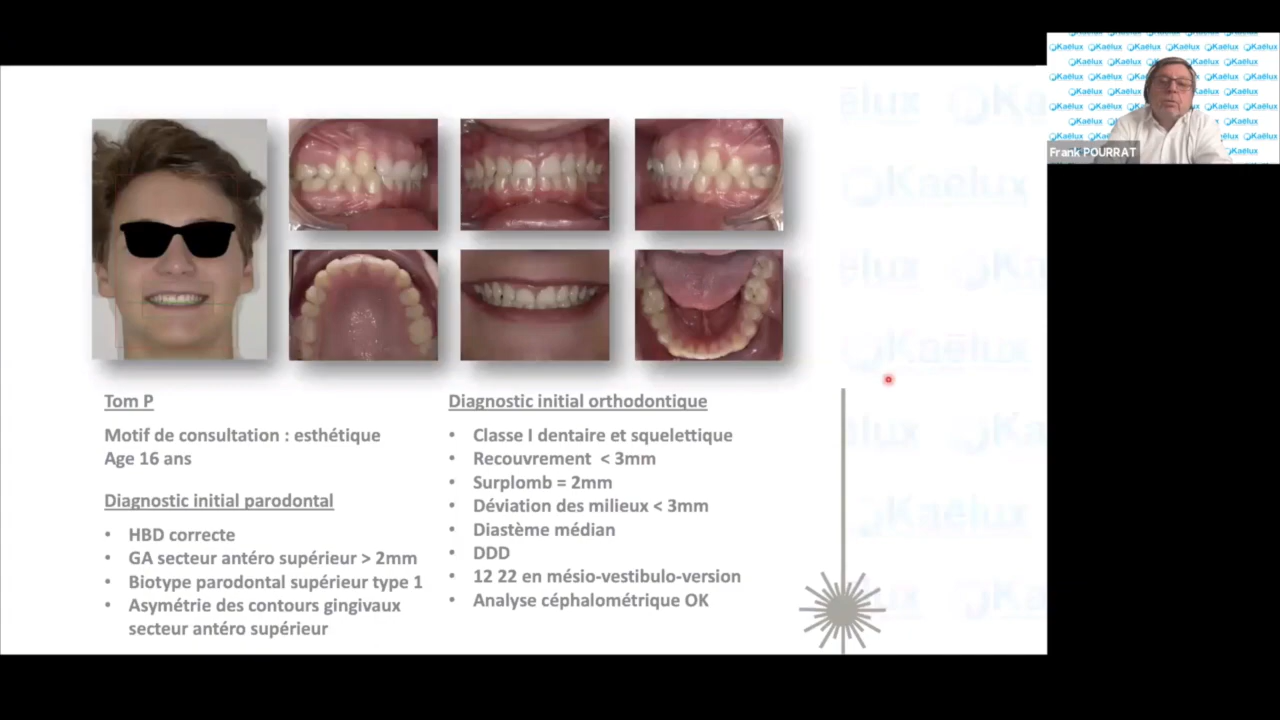 Tom P
Motif de consultation : esthétique
Age 16 ans
Diagnostic initial parodontal
• HBD correcte
• GA secteur antéro supérieur > 2mm
• Biotype parodontal supérieur type 1
• Asymétrie des contours gingivaux
secteur antéro supérieur
Diagnostic initial orthodontique
• Classe I dentaire et squelettique
• Recouvrement < 3mm
• Surplomb = 2mm
• Déviation des milieux < 3mm
• Diastème médian
• DDD
• 12 22 en mésio-vestibulo-version
• Analyse céphalométrique OK
Kaëlux
Frank POURRAT